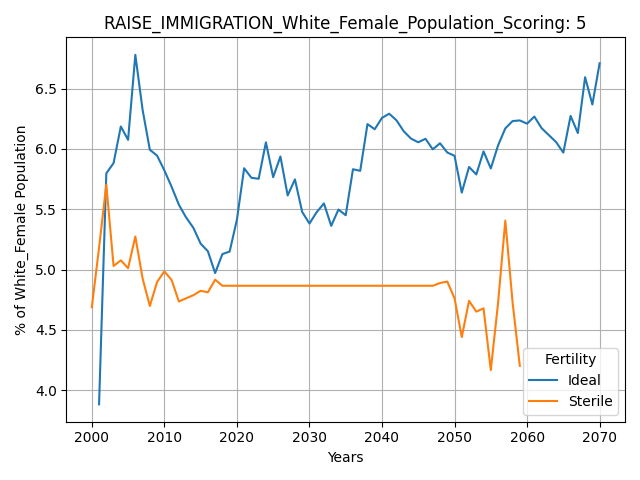 RAISE_IMMIGRATION_White_Female_Population_Scoring: 5
% of White_Female Population
6.5
6.0
5.5
5.0
4.5
4.0
Fertility
Ideal
Sterile
2000 2010 2020 2030 2040 2050 2060 2070
Years